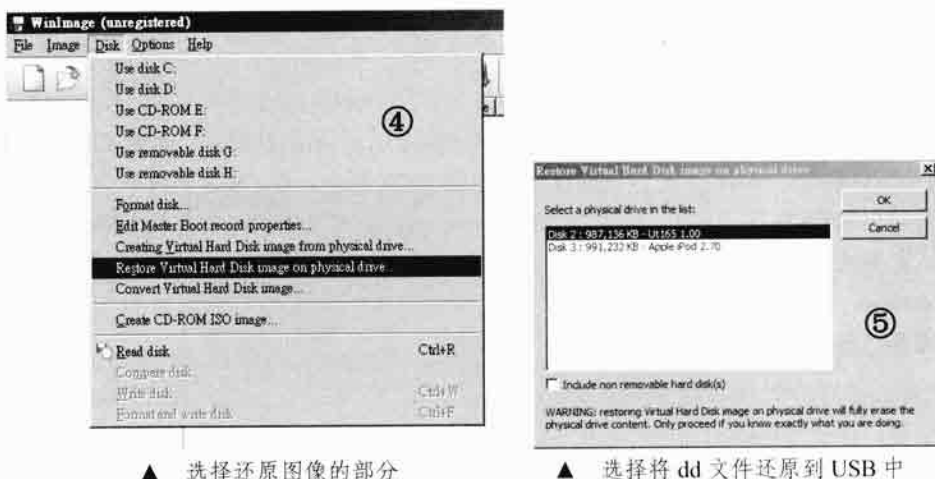 WinImage (unregistered)
File Image Disk Options Help
Use disk C:
Use disk D:
Use CD-ROM E:
Use CD-ROM F:
Use removable disk G:
Use removable disk H:
④
Format disk...
Edit Master Boot record properties...
Creating Virtual Hard Disk image from physical drive...
Restore Virtual Hard Disk image on physical drive...
Convert Virtual Hard Disk image...
Create CD-ROM ISO image...
Read disk Ctrl+R
Compare disk
Write disk Ctrl+W
Format and write disk Ctrl+F
▲ 选择还原图像的部分
Restore Virtual Hard Disk image on physical drive
Select a physical drive in the list:
OK
Cancel
Disk 2 : 987,136 KB - Ut165 1.00
Disk 3 : 991,232 KB - Apple iPod 2.70
⑤
Include non removable hard disk(s)
WARNING: restoring Virtual Hard Disk image on physical drive will fully erase the
physical drive content. Only proceed if you know exactly what you are doing.
▲ 选择将 dd 文件还原到 USB 中